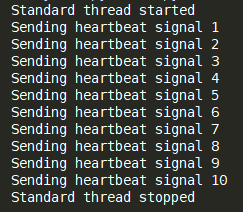 Standard thread started
Sending heartbeat signal 1
Sending heartbeat signal 2
Sending heartbeat signal 3
Sending heartbeat signal 4
Sending heartbeat signal 5
Sending heartbeat signal 6
Sending heartbeat signal 7
Sending heartbeat signal 8
Sending heartbeat signal 9
Sending heartbeat signal 10
Standard thread stopped